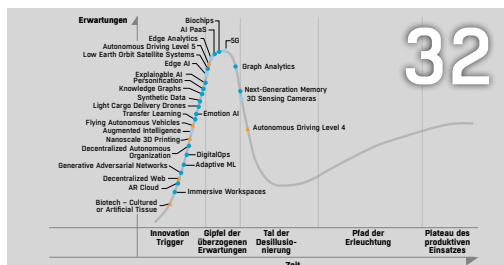 Erwartungen
32
Biochips
AI PaaS
5G
Edge Analytics
Autonomous Driving Level 5
Low Earth Orbit Satellite Systems
Edge AI
Graph Analytics
Explainable AI
Personification
Knowledge Graphs
Next-Generation Memory
3D Sensing Cameras
Synthetic Data
Light Cargo Delivery Drones
Transfer Learning
Emotion AI
Flying Autonomous Vehicles
Augmented Intelligence
Autonomous Driving Level 4
Nanoscale 3D Printing
Decentralized Autonomous
Organization
DigitalOps
Generative Adversarial Networks
Adaptive ML
Decentralized Web
AR Cloud
Immersive Workspaces
Biotech – Cultured
or Artificial Tissue
Innovation
Trigger
Gipfel der
überzogenen
Erwartungen
Tal der
Desillusio-
nierung
Pfad der
Erleuchtung
Plateau des
produktiven
Einsatzes
Zeit